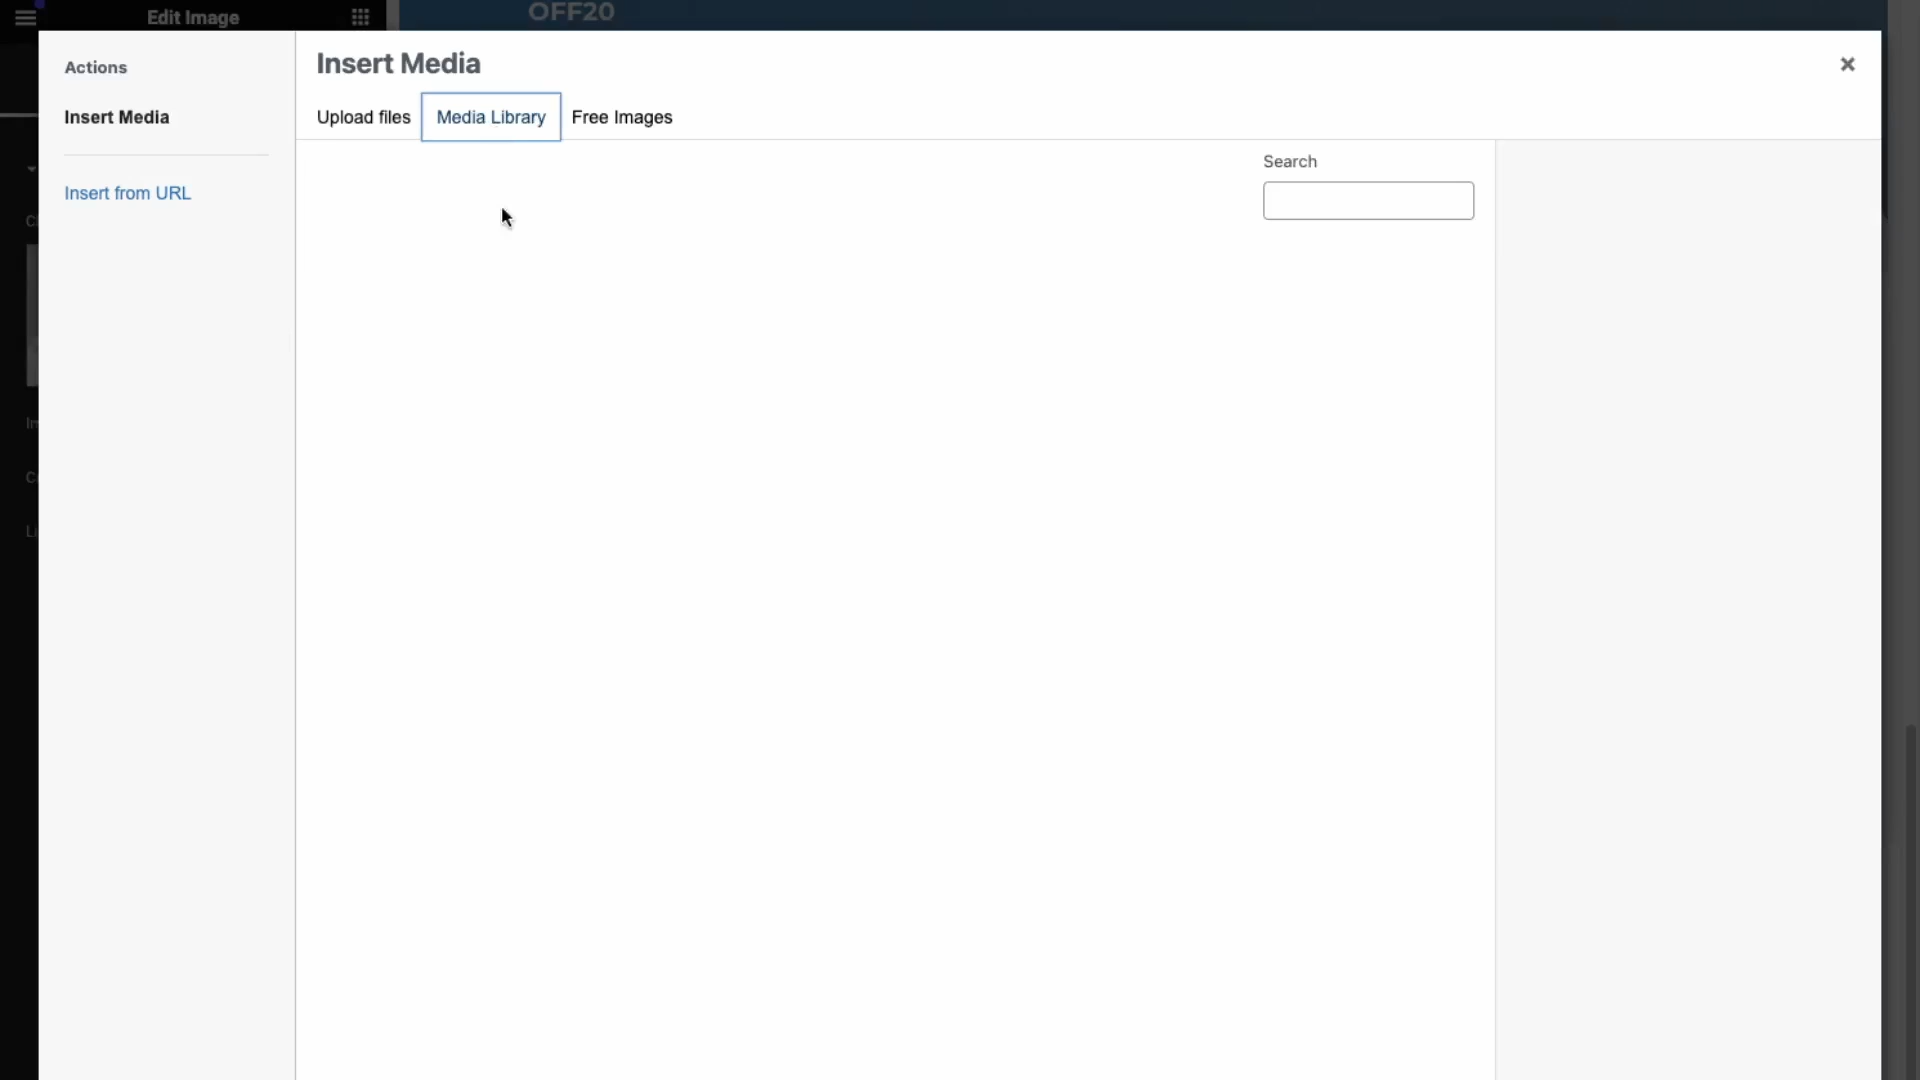 Edit Image
OFF20
Actions
Insert Media
Insert from URL
Insert Media
Upload files
Media Library
Free Images
Search